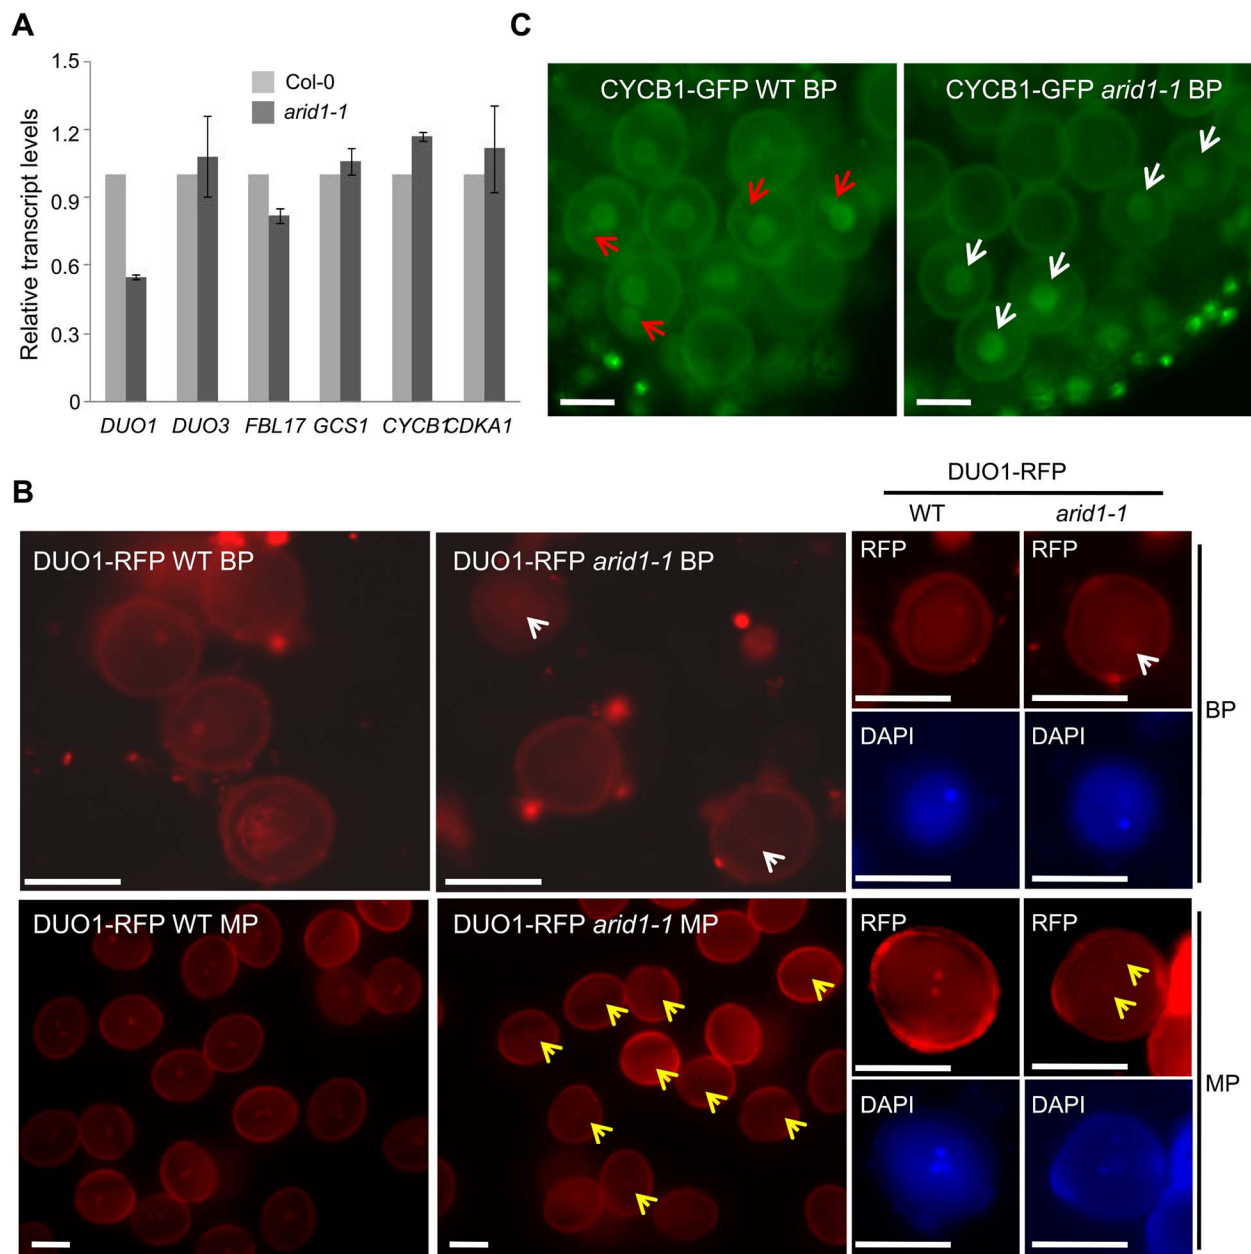 A
1.5
1.2
0.9
0.6
0.3
0
Relative transcript levels
Col-0
arid1-1
DUO1 DUO3 FBL17 GCS1 CYCB1 CDKA1
C
CYCB1-GFP WT BP
CYCB1-GFP arid1-1 BP
B
DUO1-RFP WT BP
DUO1-RFP arid1-1 BP
DUO1-RFP WT MP
DUO1-RFP arid1-1 MP
DUO1-RFP
WT
arid1-1
RFP
RFP
DAPI
DAPI
BP
RFP
RFP
DAPI
DAPI
MP